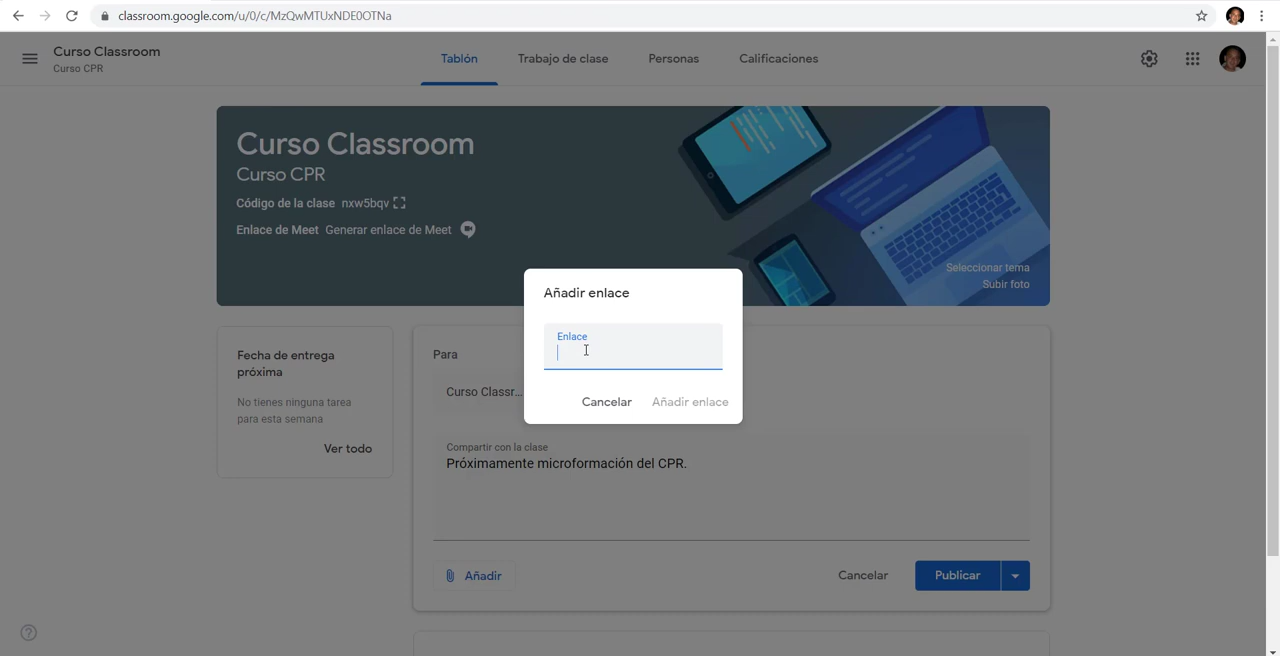 classroom.google.com/u/0/c/MzQwMTUxNDE0OTNa
Curso Classroom
Curso CPR
Tablón
Trabajo de clase
Personas
Calificaciones
Curso Classroom
Curso CPR
Código de la clase nxw5bqv
Enlace de Meet Generar enlace de Meet
Seleccionar tema
Subir foto
Añadir enlace
Enlace
Cancelar
Añadir enlace
Fecha de entrega
próxima
No tienes ninguna tarea
para esta semana
Ver todo
Para
Curso Classr...
Compartir con la clase
Próximamente microformación del CPR.
Añadir
Cancelar
Publicar